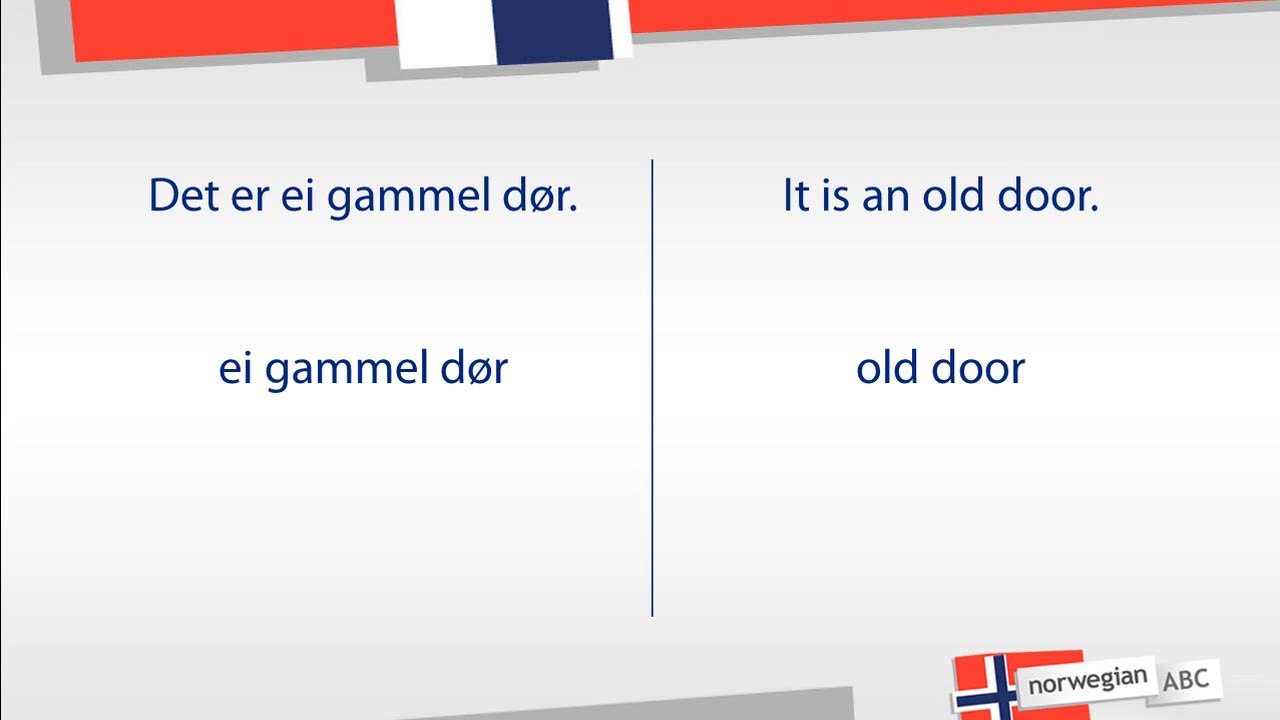 Det er ei gammel dør.
It is an old door.
ei gammel dør
old door
norwegian ABC